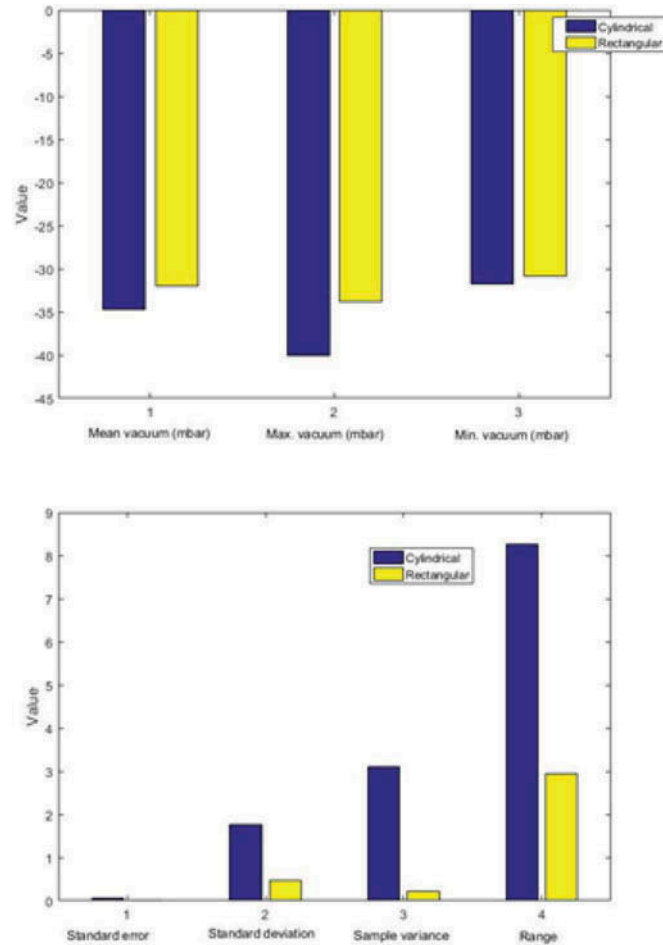 0
-5
-10
-15
-20
-25
-30
-35
-40
-45
Value
Cylindrical
Rectangular
1 2 3
Mean vacuum (mbar) Max. vacuum (mbar) Min. vacuum (mbar)
9
8
7
6
5
4
3
2
1
0
Value
Cylindrical
Rectangular
1 2 3 4
Standard error Standard deviation Sample variance Range